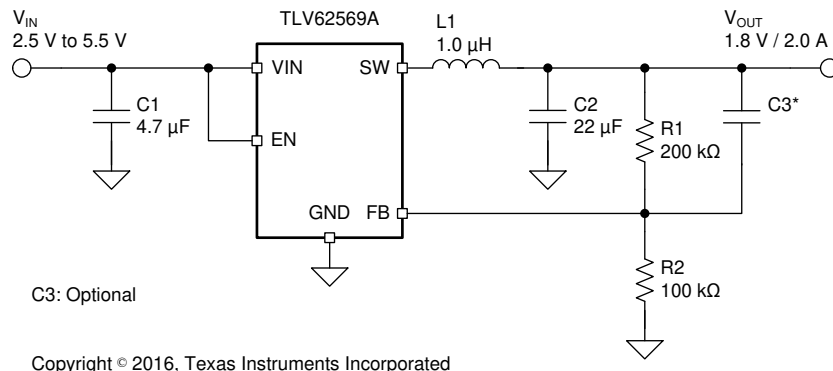 TLV62569A
V_IN
2.5 V to 5.5 V
L1
1.0 µH
V_OUT
1.8 V / 2.0 A
VIN
SW
C1
4.7 µF
EN
C2
22 µF
R1
200 kΩ
C3*
GND
FB
R2
100 kΩ
C3: Optional
Copyright © 2016, Texas Instruments Incorporated